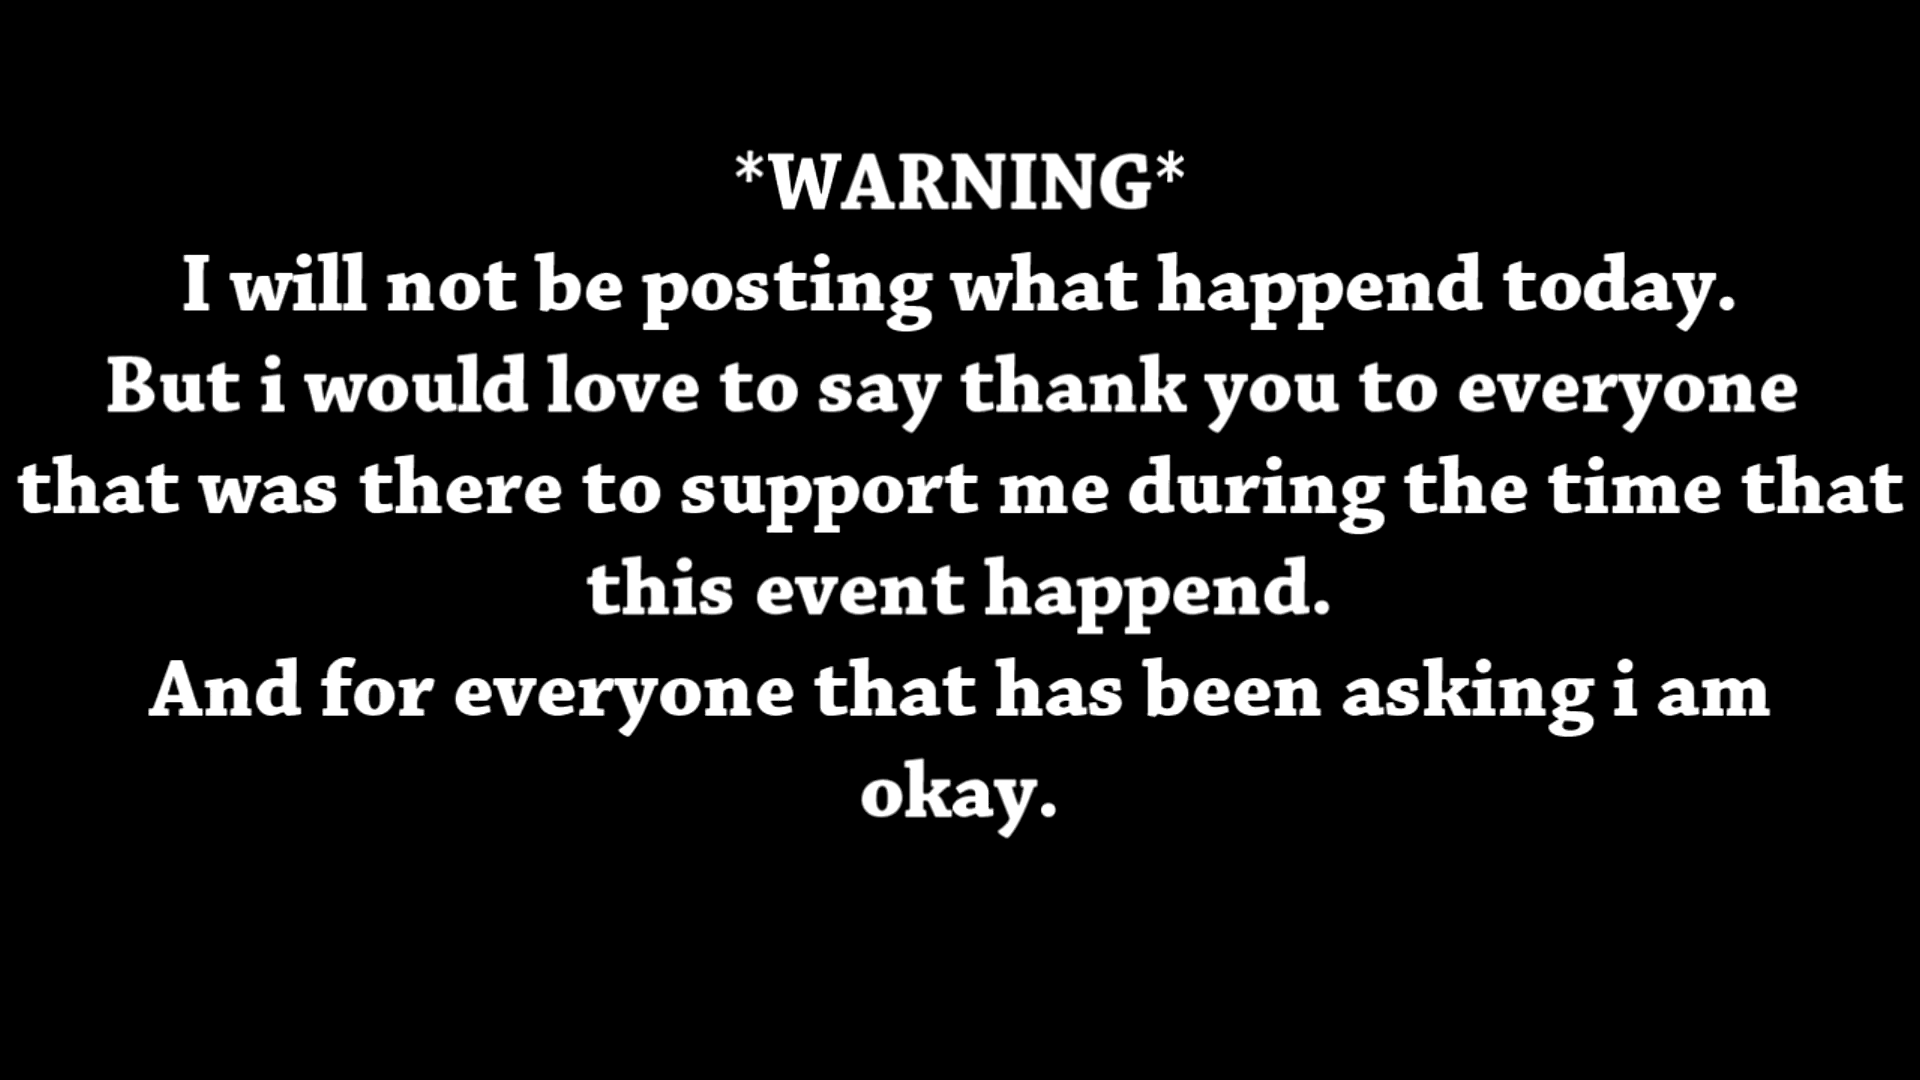 *WARNING*
I will not be posting what happend today.
But i would love to say thank you to everyone
that was there to support me during the time that
this event happend.
And for everyone that has been asking i am
okay.